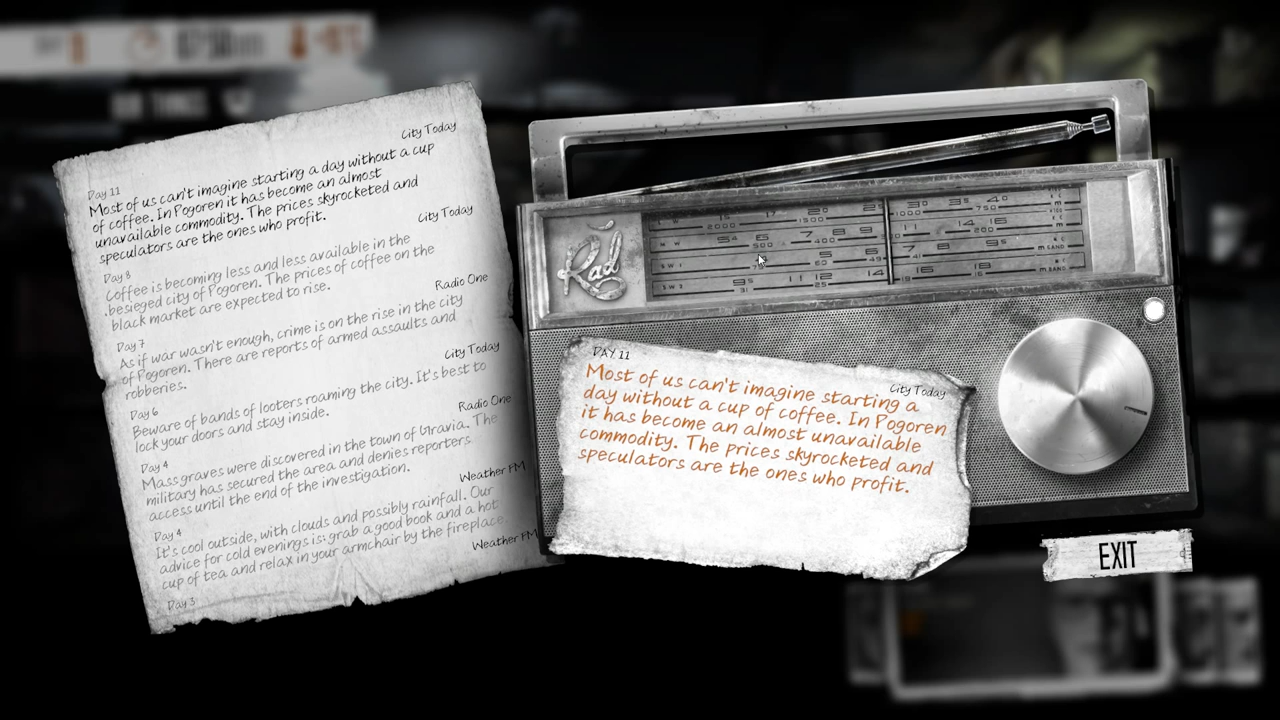 City Today
Day 11
Most of us can't imagine starting a day without a cup
of coffee. In Pogoren it has become an almost
unavailable commodity. The prices skyrocketed and
speculators are the ones who profit.
City Today
Day 8
Coffee is becoming less and less available in the
besieged city of Pogoren. The prices of coffee on the
black market are expected to rise.
Radio One
Day 7
As if war wasn't enough, crime is on the rise in the city
of Pogoren. There are reports of armed assaults and
robberies.
City Today
Day 6
Beware of bands of looters roaming the city. It's best to
lock your doors and stay inside.
Radio One
Day 4
Mass graves were discovered in the town of Gravia. The
military has secured the area and denies reporters
access until the end of the investigation.
Weather FM
Day 4
It's cool outside, with clouds and possibly rainfall. Our
advice for cold evenings is: grab a good book and a hot
cup of tea and relax in your armchair by the fireplace.
Weather FM
Day 3
Rad
DAY 11
City Today
Most of us can't imagine starting a
day without a cup of coffee. In Pogoren
it has become an almost unavailable
commodity. The prices skyrocketed and
speculators are the ones who profit.
EXIT